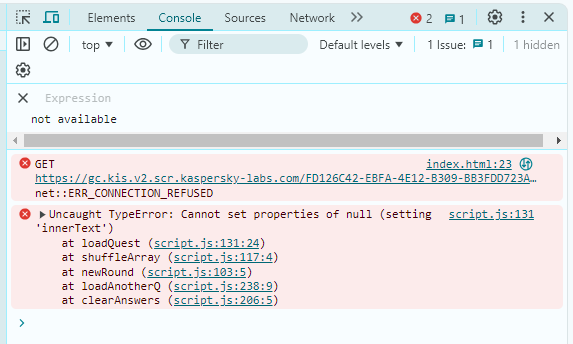 Elements Console Sources Network 2 1
top Filter Default levels 1 Issue: 1 1 hidden
Expression
not available
GET index.html:23
https://gc.kis.v2.scr.kaspersky-labs.com/FD126C42-EBFA-4E12-B309-BB3FDD723A…
net::ERR_CONNECTION_REFUSED
Uncaught TypeError: Cannot set properties of null (setting script.js:131
'innerText')
at loadQuest (script.js:131:24)
at shuffleArray (script.js:117:4)
at newRound (script.js:103:5)
at loadAnotherQ (script.js:238:9)
at clearAnswers (script.js:206:5)